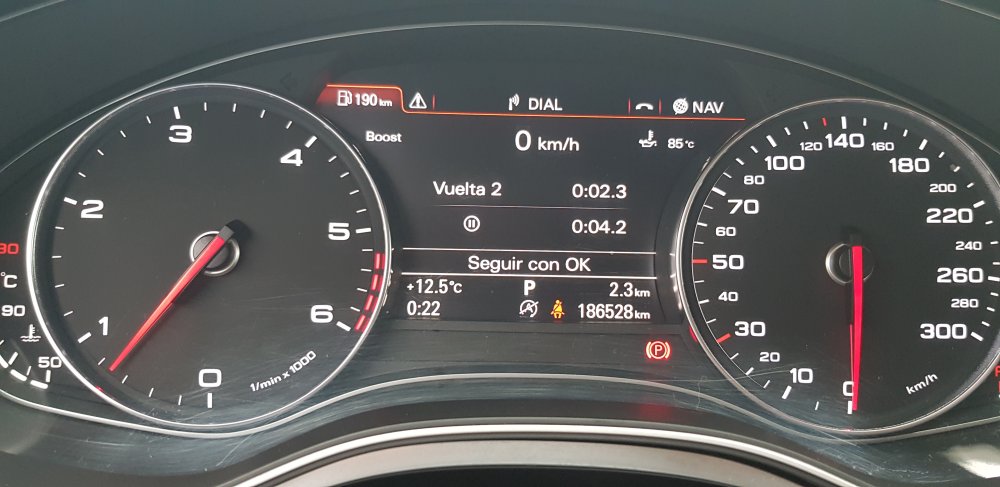 190 km
DIAL
NAV
Boost
0 km/h
85 °C
Vuelta 2
0:02.3
0:04.2
Seguir con OK
+12.5°C
P
2.3 km
0:22
186528 km
(P)
0
1
2
3
4
5
6
1/min x 1000
°C
90
50
0
10
20
30
40
50
60
70
80
100
120
140
160
180
200
220
240
260
280
300
km/h